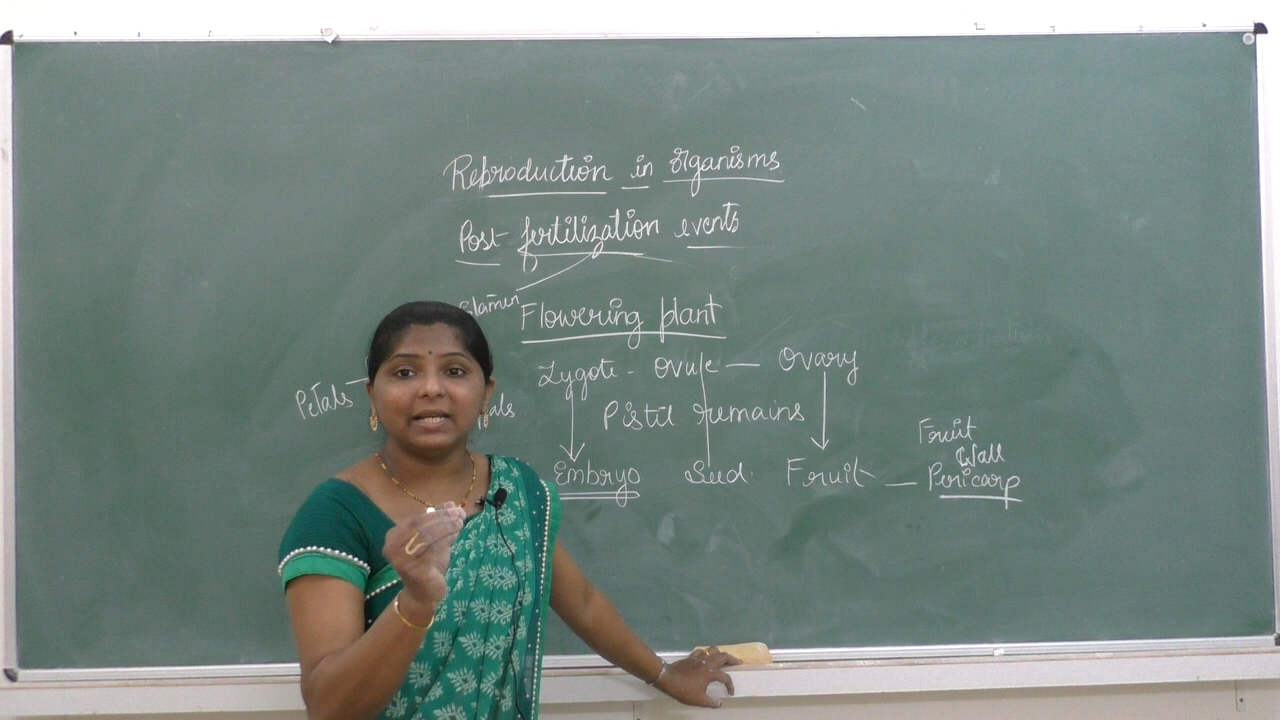 Reproduction in organisms
Post fertilization events
Stamen
Flowering plant
Zygote - Ovule — Ovary
Petals
Pistil remains
Fruit
Wall
Embryo Seed Fruit — Pericarp